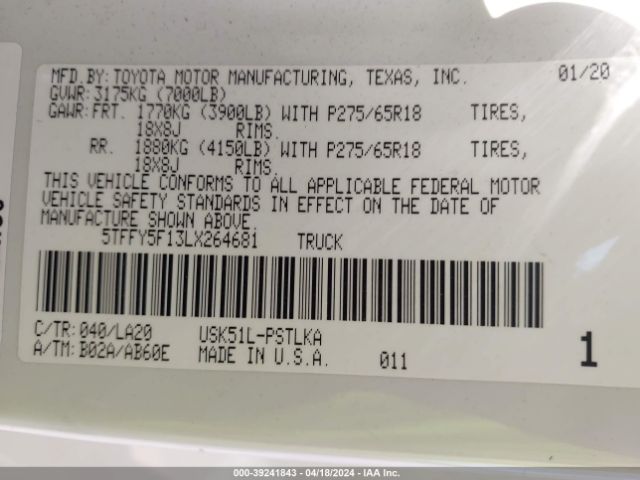 MFD.BY:TOYOTA MOTOR MANUFACTURING, TEXAS, INC. 01/20
GVWR:3175KG (7000LB)
GAWR:FRT. 1770KG (3900LB) WITH P275/65R18 TIRES,
18X8J RIMS.
RR. 1880KG (4150LB) WITH P275/65R18 TIRES,
18X8J RIMS.
THIS VEHICLE CONFORMS TO ALL APPLICABLE FEDERAL MOTOR
VEHICLE SAFETY STANDARDS IN EFFECT ON THE DATE OF
MANUFACTURE SHOWN ABOVE.
5TFFY5F13LX264681 TRUCK
C/TR:040/LA20 USK51L-PSTLKA
A/TM:B02A/AB60E MADE IN U.S.A. 011 1
000-39241843 - 04/18/2024 - IAA Inc.